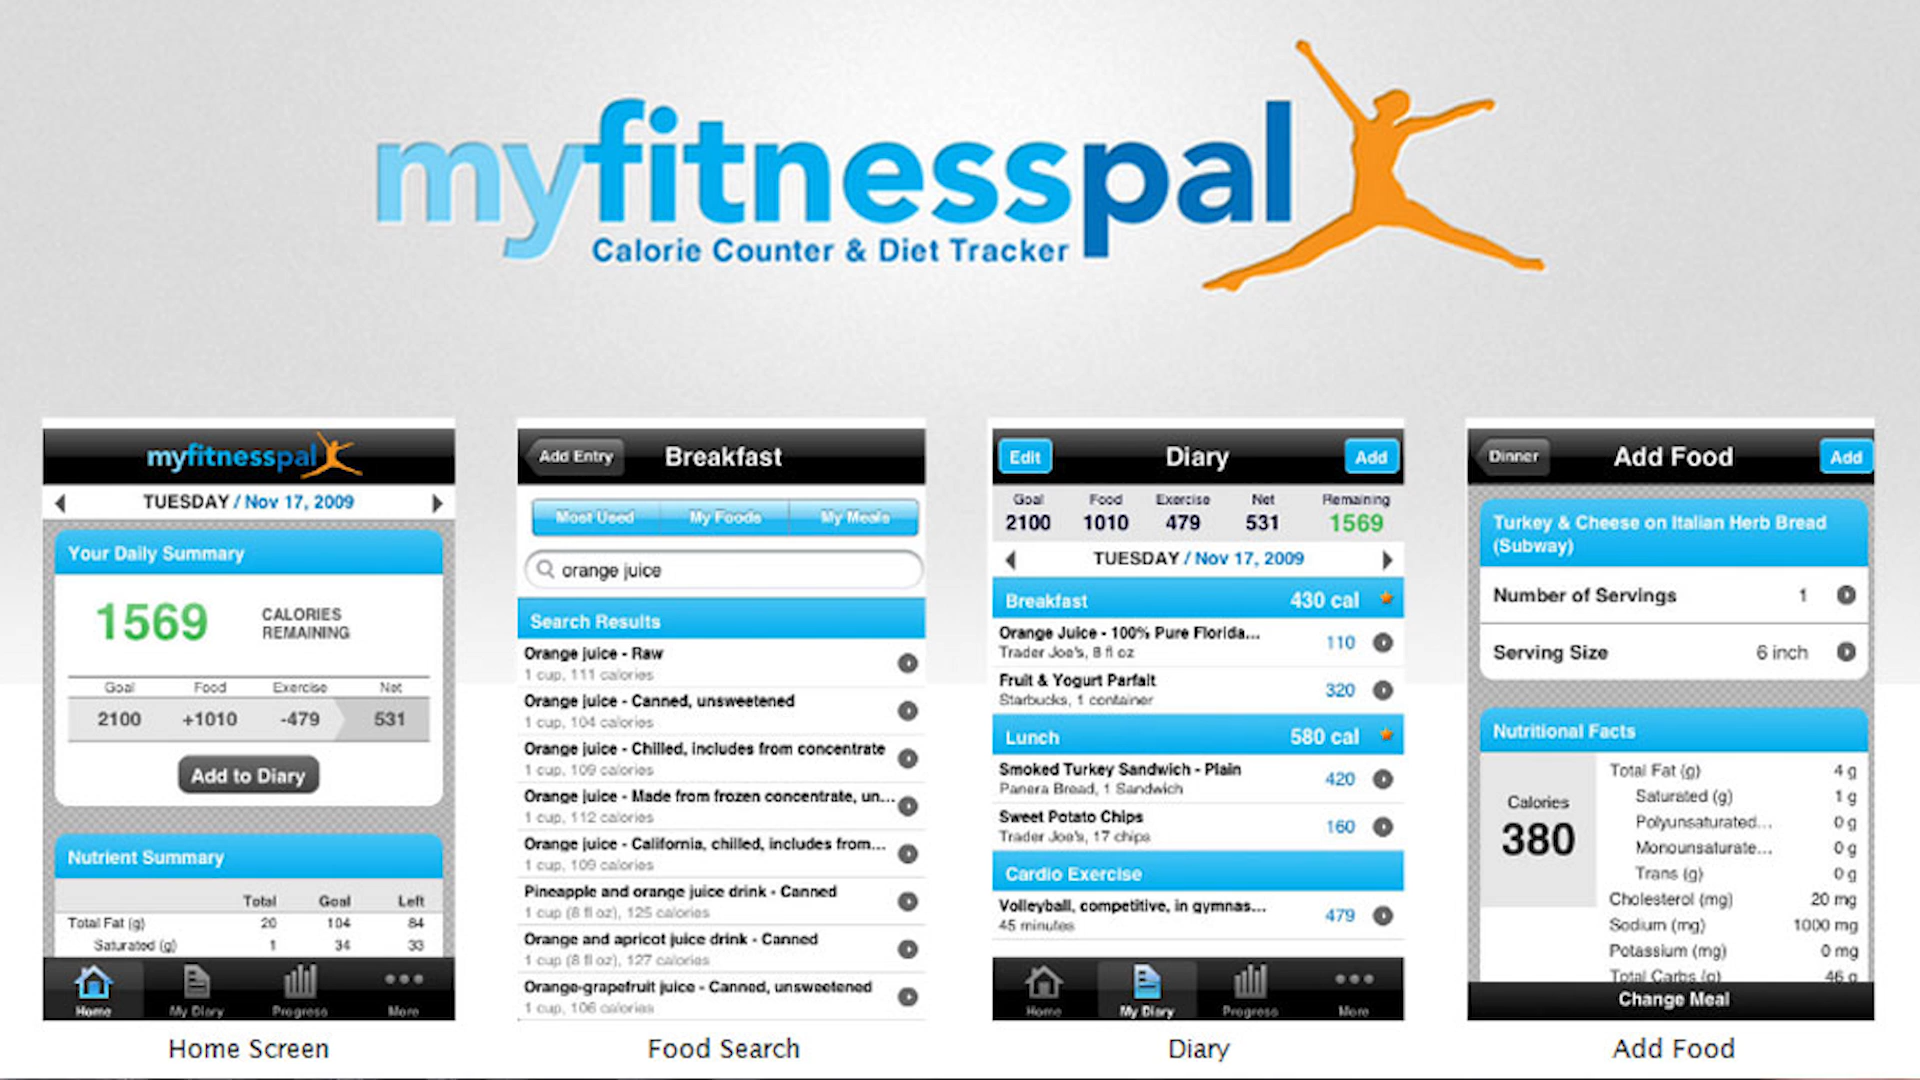 myfitnesspal
Calorie Counter & Diet Tracker
myfitnesspal
TUESDAY / Nov 17, 2009
Your Daily Summary
1569 CALORIES
REMAINING
Goal Food Exercise Net
2100 +1010 -479 531
Add to Diary
Nutrient Summary
Total Goal Left
Total Fat (g) 20 104 84
Saturated (g) 1 34 33
Home My Diary Progress More
Home Screen
Add Entry Breakfast
Most Used My Foods My Meals
orange juice
Search Results
Orange juice - Raw
1 cup, 111 calories
Orange juice - Canned, unsweetened
1 cup, 104 calories
Orange juice - Chilled, includes from concentrate
1 cup, 109 calories
Orange juice - Made from frozen concentrate, un...
1 cup, 112 calories
Orange juice - California, chilled, includes from...
1 cup, 109 calories
Pineapple and orange juice drink - Canned
1 cup (8 fl oz), 125 calories
Orange and apricot juice drink - Canned
1 cup (8 fl oz), 127 calories
Orange-grapefruit juice - Canned, unsweetened
1 cup, 106 calories
Food Search
Edit Diary Add
Goal Food Exercise Net Remaining
2100 1010 479 531 1569
TUESDAY / Nov 17, 2009
Breakfast 430 cal
Orange Juice - 100% Pure Florida... 110
Trader Joe's, 8 fl oz
Fruit & Yogurt Parfait 320
Starbucks, 1 container
Lunch 580 cal
Smoked Turkey Sandwich - Plain 420
Panera Bread, 1 Sandwich
Sweet Potato Chips 160
Trader Joe's, 17 chips
Cardio Exercise
Volleyball, competitive, in gymnas... 479
45 minutes
Home My Diary Progress More
Diary
Dinner Add Food Add
Turkey & Cheese on Italian Herb Bread
(Subway)
Number of Servings 1
Serving Size 6 inch
Nutritional Facts
Calories
380
Total Fat (g) 4 g
Saturated (g) 1 g
Polyunsaturated... 0 g
Monounsaturate... 0 g
Trans (g) 0 g
Cholesterol (mg) 20 mg
Sodium (mg) 1000 mg
Potassium (mg) 0 mg
Total Carbs (g) 46 g
Change Meal
Add Food